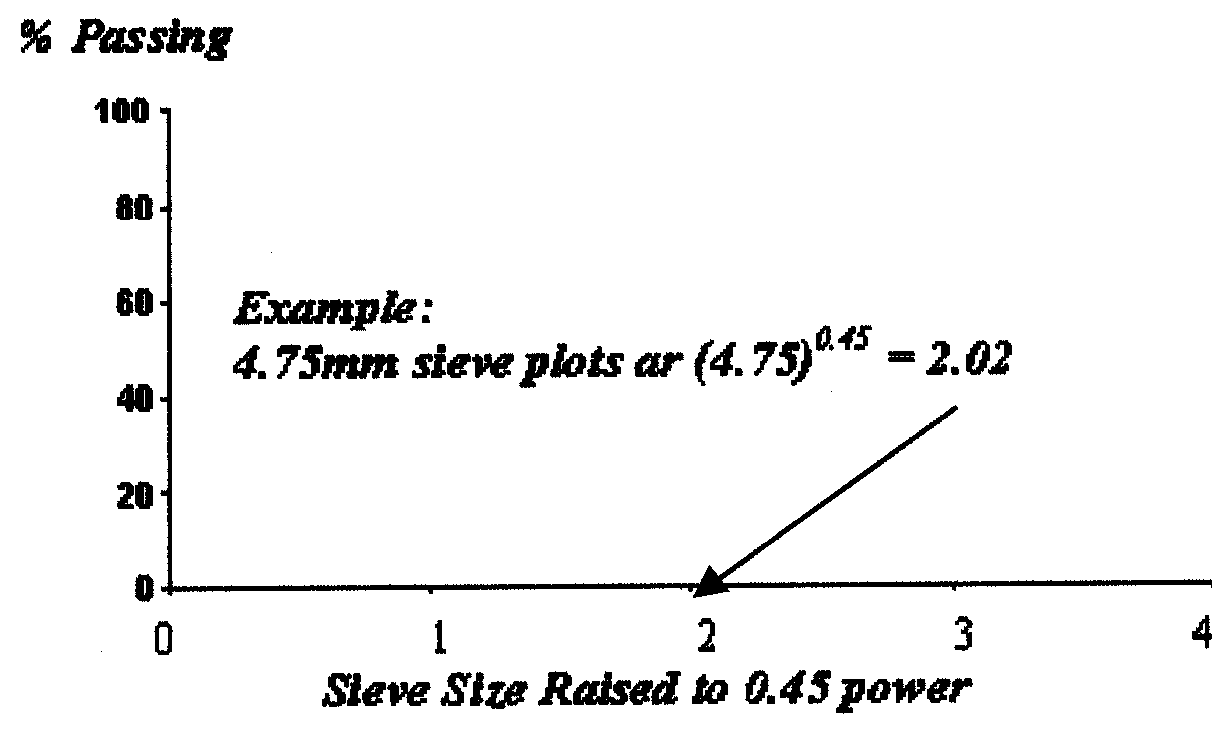 % Passing
100
80
60
Example:
4.75mm sieve plots ar (4.75)^0.45 = 2.02
40
20
0
0 1 2 3 4
Sieve Size Raised to 0.45 power